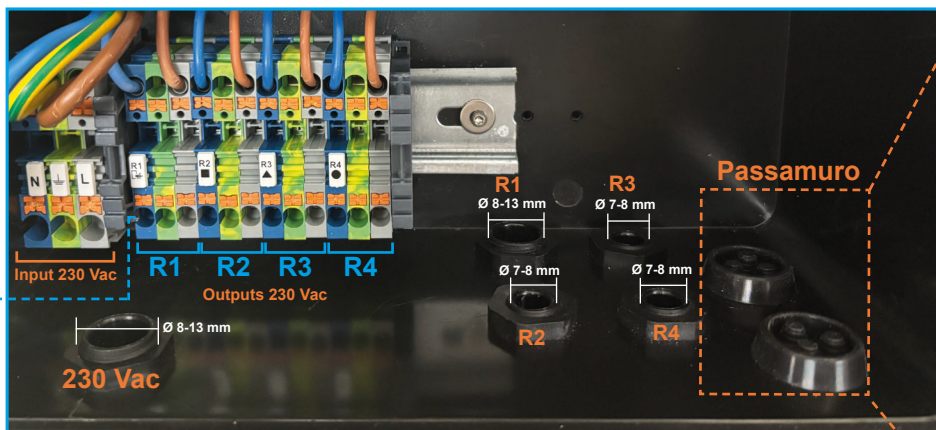 R1
R2
R3
R4
N
L
R1
R3
Passamuro
Ø 8-13 mm
Ø 7-8 mm
Input 230 Vac
R1
R2
R3
R4
Outputs 230 Vac
Ø 7-8 mm
Ø 7-8 mm
R2
R4
Ø 8-13 mm
230 Vac